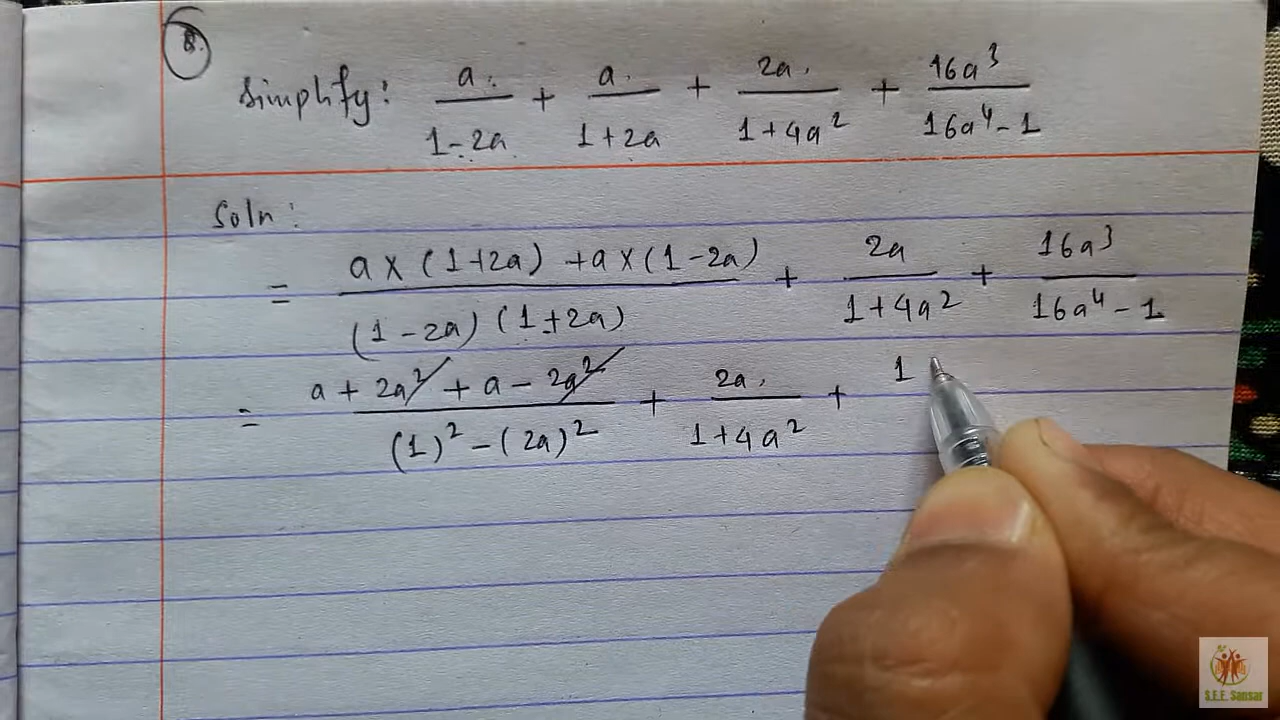 8.
Simplify: a/(1-2a) + a/(1+2a) + 2a/(1+4a²) + 16a³/(16a⁴-1)
Soln:
= (a×(1+2a)+a×(1-2a))/((1-2a)(1+2a)) + 2a/(1+4a²) + 16a³/(16a⁴-1)
= (a+2a²+a-2a²)/((1)²-(2a)²) + 2a/(1+4a²) + 1
S.E.E. Sansar